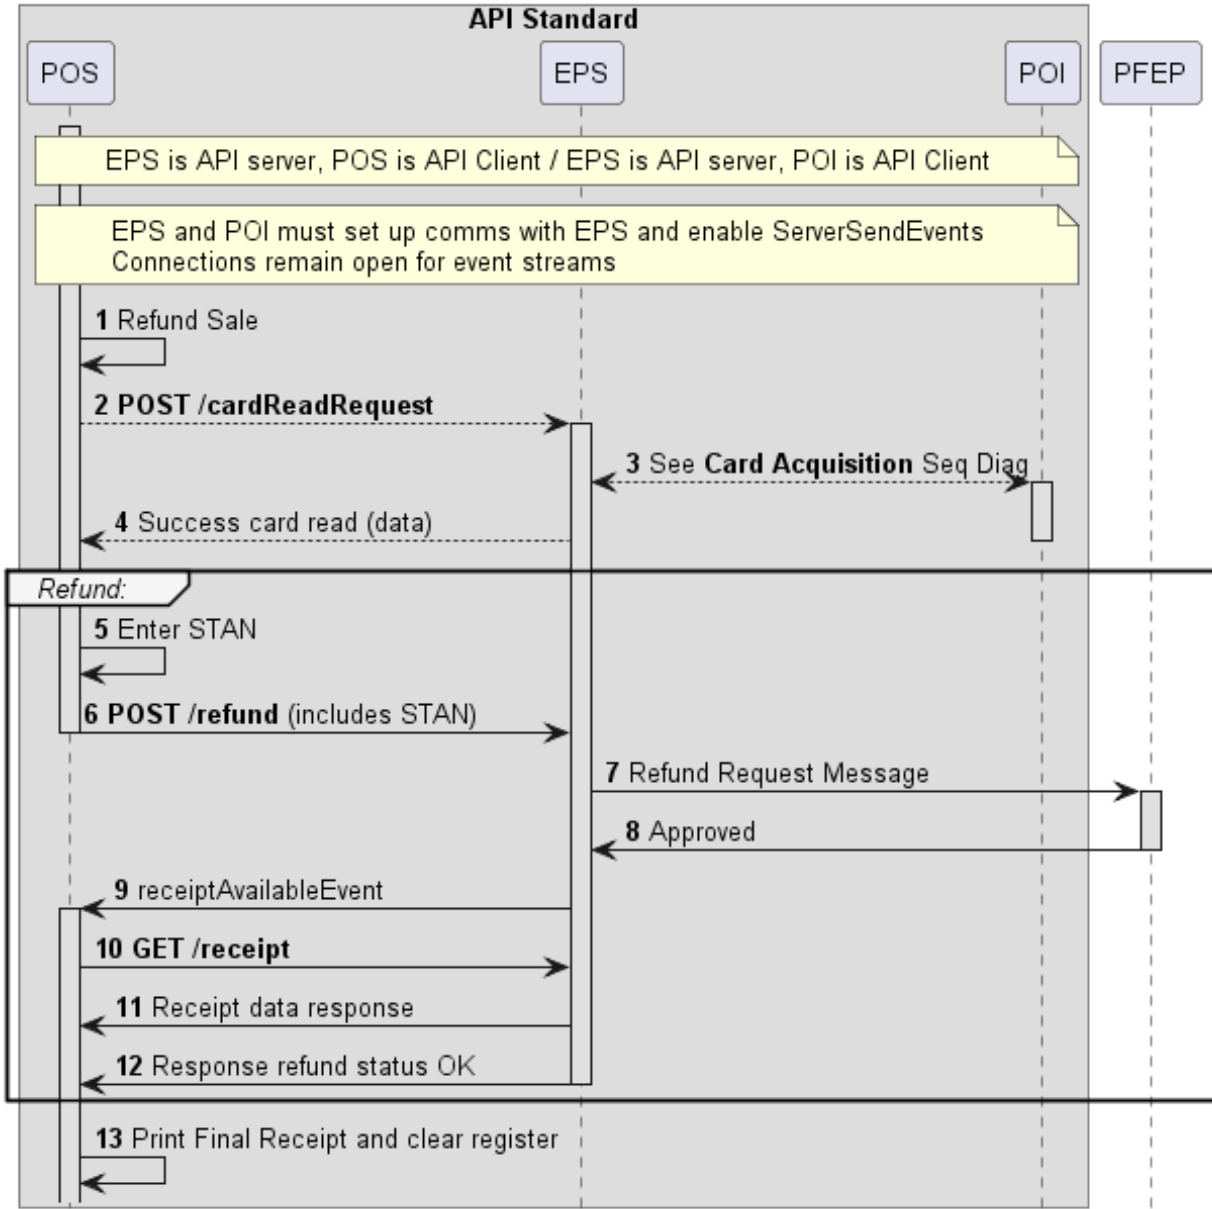 API Standard
POS
EPS
POI
PFEP
EPS is API server, POS is API Client / EPS is API server, POI is API Client
EPS and POI must set up comms with EPS and enable ServerSendEvents
Connections remain open for event streams
1 Refund Sale
2 POST /cardReadRequest
3 See Card Acquisition Seq Diag
4 Success card read (data)
Refund:
5 Enter STAN
6 POST /refund (includes STAN)
7 Refund Request Message
8 Approved
9 receiptAvailableEvent
10 GET /receipt
11 Receipt data response
12 Response refund status OK
13 Print Final Receipt and clear register